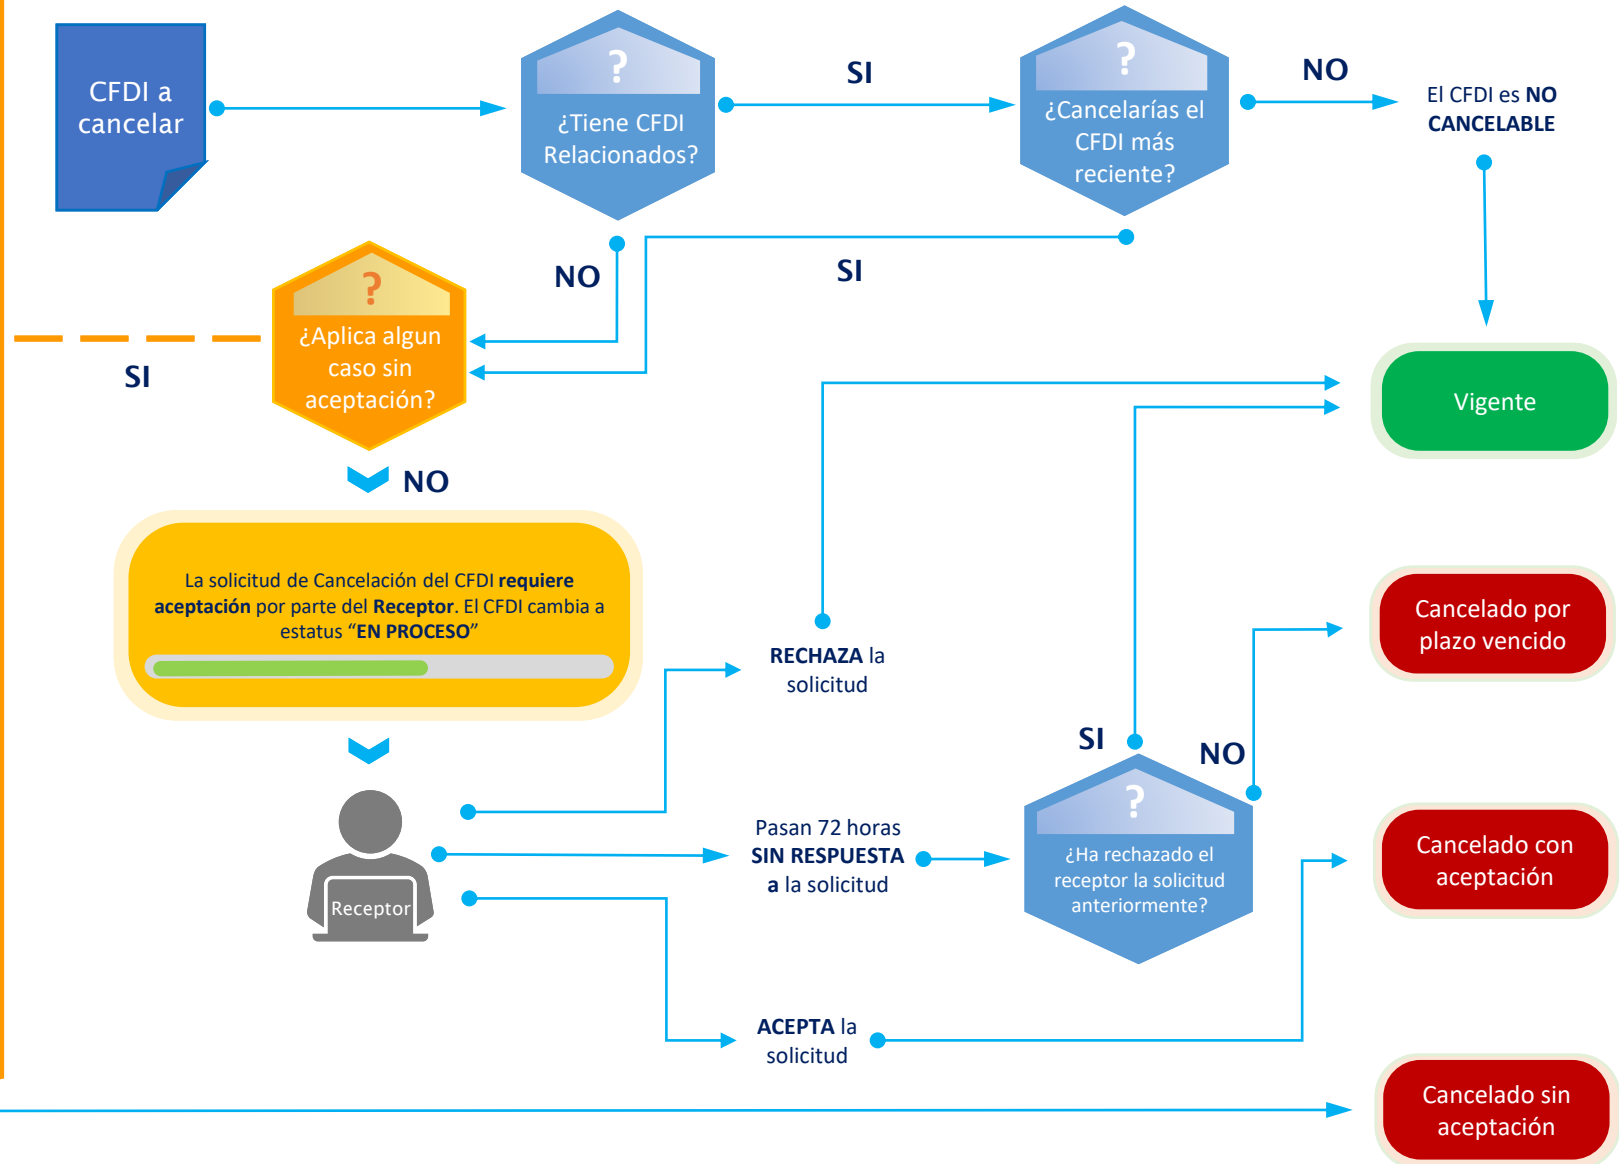 CFDI a
cancelar
?
¿Tiene CFDI
Relacionados?
SI
?
¿Cancelarías el
CFDI más
reciente?
NO
El CFDI es NO
CANCELABLE
NO
SI
?
¿Aplica algun
caso sin
aceptación?
SI
NO
Vigente
La solicitud de Cancelación del CFDI requiere
aceptación por parte del Receptor. El CFDI cambia a
estatus “EN PROCESO”
RECHAZA la
solicitud
Cancelado por
plazo vencido
SI
NO
?
¿Ha rechazado el
receptor la solicitud
anteriormente?
Pasan 72 horas
SIN RESPUESTA
a la solicitud
Receptor
Cancelado con
aceptación
ACEPTA la
solicitud
Cancelado sin
aceptación